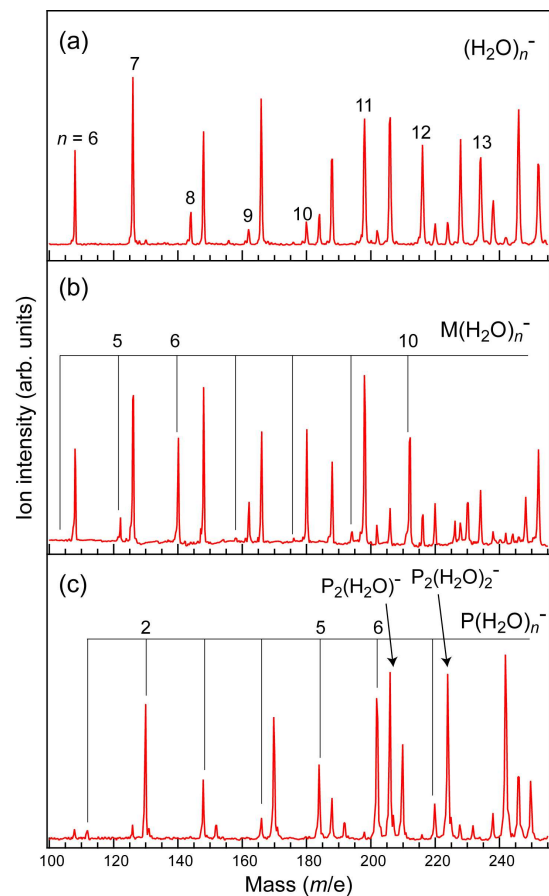 (a)
(H₂O)ₙ⁻
n = 6
7
8
9
10
11
12
13
(b)
M(H₂O)ₙ⁻
5
6
10
(c)
P₂(H₂O)⁻
P₂(H₂O)₂⁻
P(H₂O)ₙ⁻
2
5
6
Ion intensity (arb. units)
100 120 140 160 180 200 220 240
Mass (m/e)